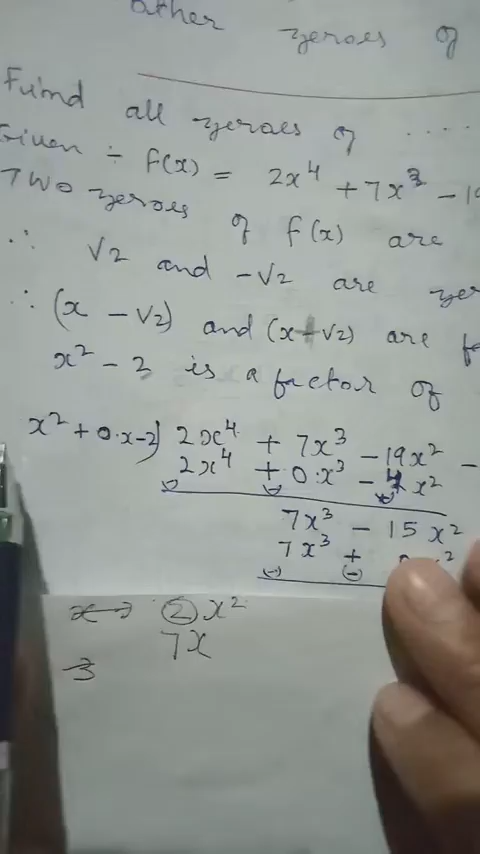 other zeroes of
Find all zeroes of ....
Given ÷ f(x) = 2x⁴ + 7x³ - 19
Two zeroes of f(x) are
∴ √2 and -√2 are zer
∴ (x - √2) and (x+√2) are fa
x² - 2 is a factor of
x² + 0·x-2) 2x⁴ + 7x³ - 19x² -
2x⁴ + 0·x³ - 4x²
(-) (-) (+)
7x³ - 15x²
7x³ +
(-) (-)
②x²
7x